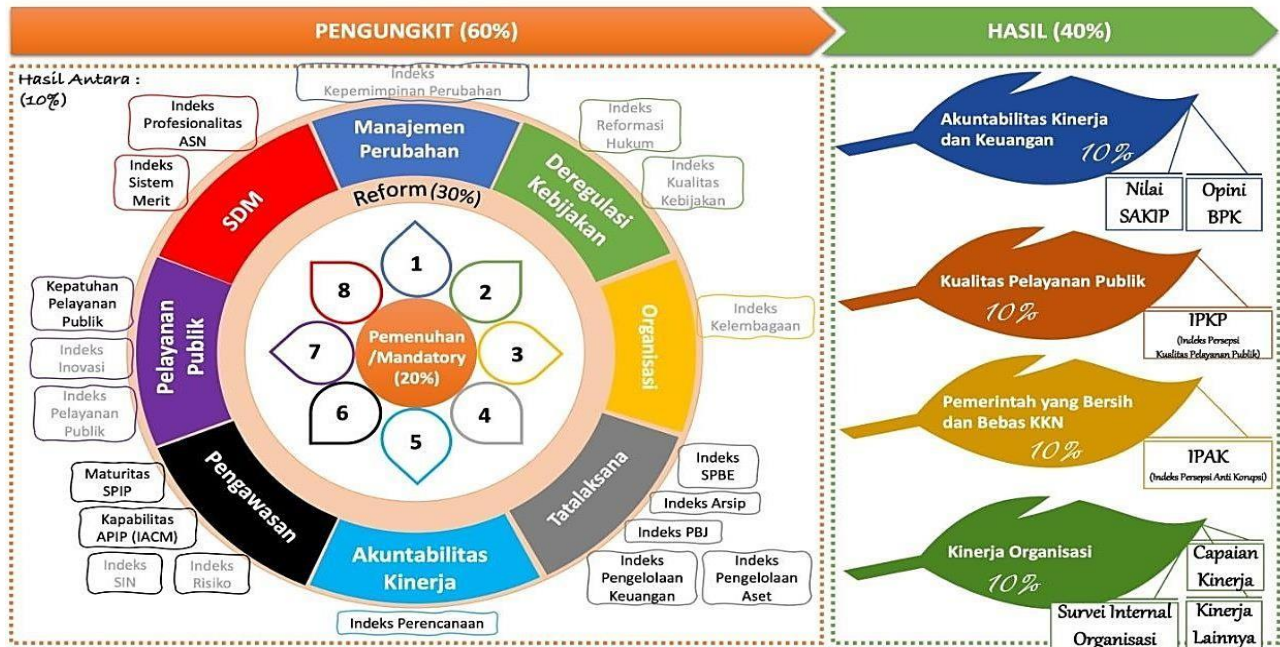 PENGUNGKIT (60%)
HASIL (40%)
Hasil Antara :
(10%)
Indeks
Kepemimpinan Perubahan
Indeks
Profesionalitas
ASN
Indeks
Sistem
Merit
Indeks
Reformasi
Hukum
Indeks
Kualitas
Kebijakan
Manajemen
Perubahan
Deregulasi
Kebijakan
SDM
Reform (30%)
1
2
3
4
5
6
7
8
Pemenuhan
/Mandatory
(20%)
Organisasi
Indeks
Kelembagaan
Pelayanan
Publik
Kepatuhan
Pelayanan
Publik
Indeks
Inovasi
Indeks
Pelayanan
Publik
Pengawasan
Maturitas
SPIP
Kapabilitas
APIP (IACM)
Indeks
SIN
Indeks
Risiko
Akuntabilitas
Kinerja
Indeks Perencanaan
Tatalaksana
Indeks
SPBE
Indeks Arsip
Indeks PBJ
Indeks
Pengelolaan
Keuangan
Indeks
Pengelolaan
Aset
Akuntabilitas Kinerja
dan Keuangan
10%
Nilai
SAKIP
Opini
BPK
Kualitas Pelayanan Publik
10%
IPKP
(Indeks Persepsi
Kualitas Pelayanan Publik)
Pemerintah yang Bersih
dan Bebas KKN
10%
IPAK
(Indeks Persepsi Anti Korupsi)
Kinerja Organisasi
10%
Capaian
Kinerja
Survei Internal
Organisasi
Kinerja
Lainnya